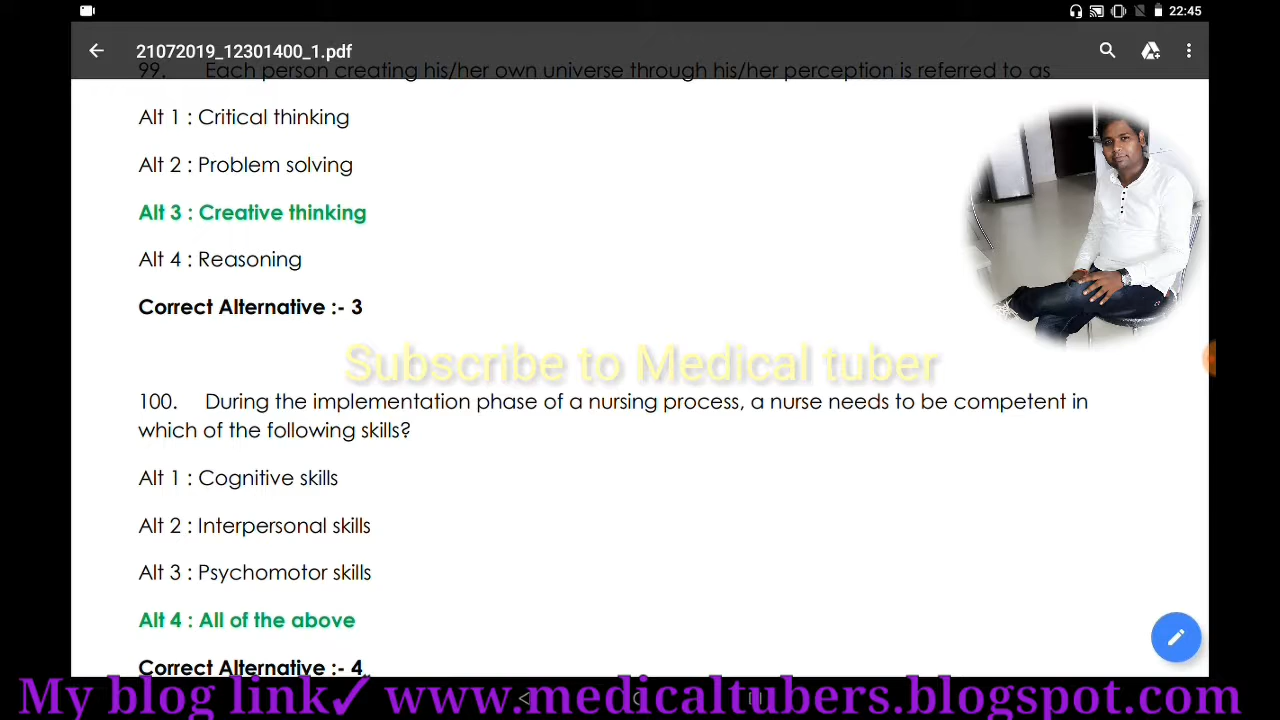 22:45
21072019_12301400_1.pdf
99. Each person creating his/her own universe through his/her perception is referred to as
Alt 1 : Critical thinking
Alt 2 : Problem solving
Alt 3 : Creative thinking
Alt 4 : Reasoning
Correct Alternative :- 3
Subscribe to Medical tuber
100. During the implementation phase of a nursing process, a nurse needs to be competent in
which of the following skills?
Alt 1 : Cognitive skills
Alt 2 : Interpersonal skills
Alt 3 : Psychomotor skills
Alt 4 : All of the above
Correct Alternative :- 4
My blog link✓ www.medicaltubers.blogspot.com